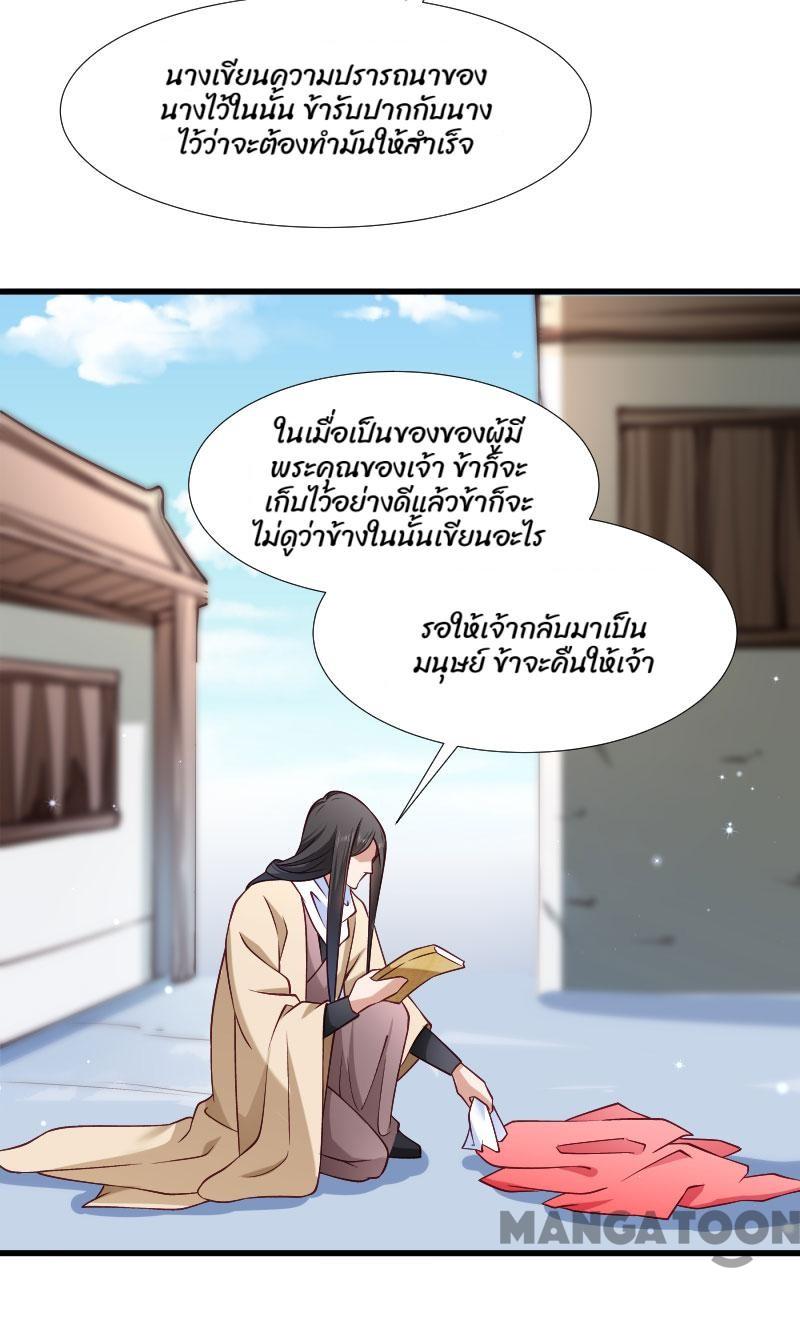 นางเขียนความปรารถนาของ
นางไว้ในนั้น ข้ารับปากกับนาง
ไว้ว่าจะต้องทำมันให้สำเร็จ
ในเมื่อเป็นของของผู้มี
พระคุณของเจ้า ข้าก็จะ
เก็บไว้อย่างดีแล้วข้าก็จะ
ไม่ดูว่าข้างในนั้นเขียนอะไร
รอให้เจ้ากลับมาเป็น
มนุษย์ ข้าจะคืนให้เจ้า
MANGATOON